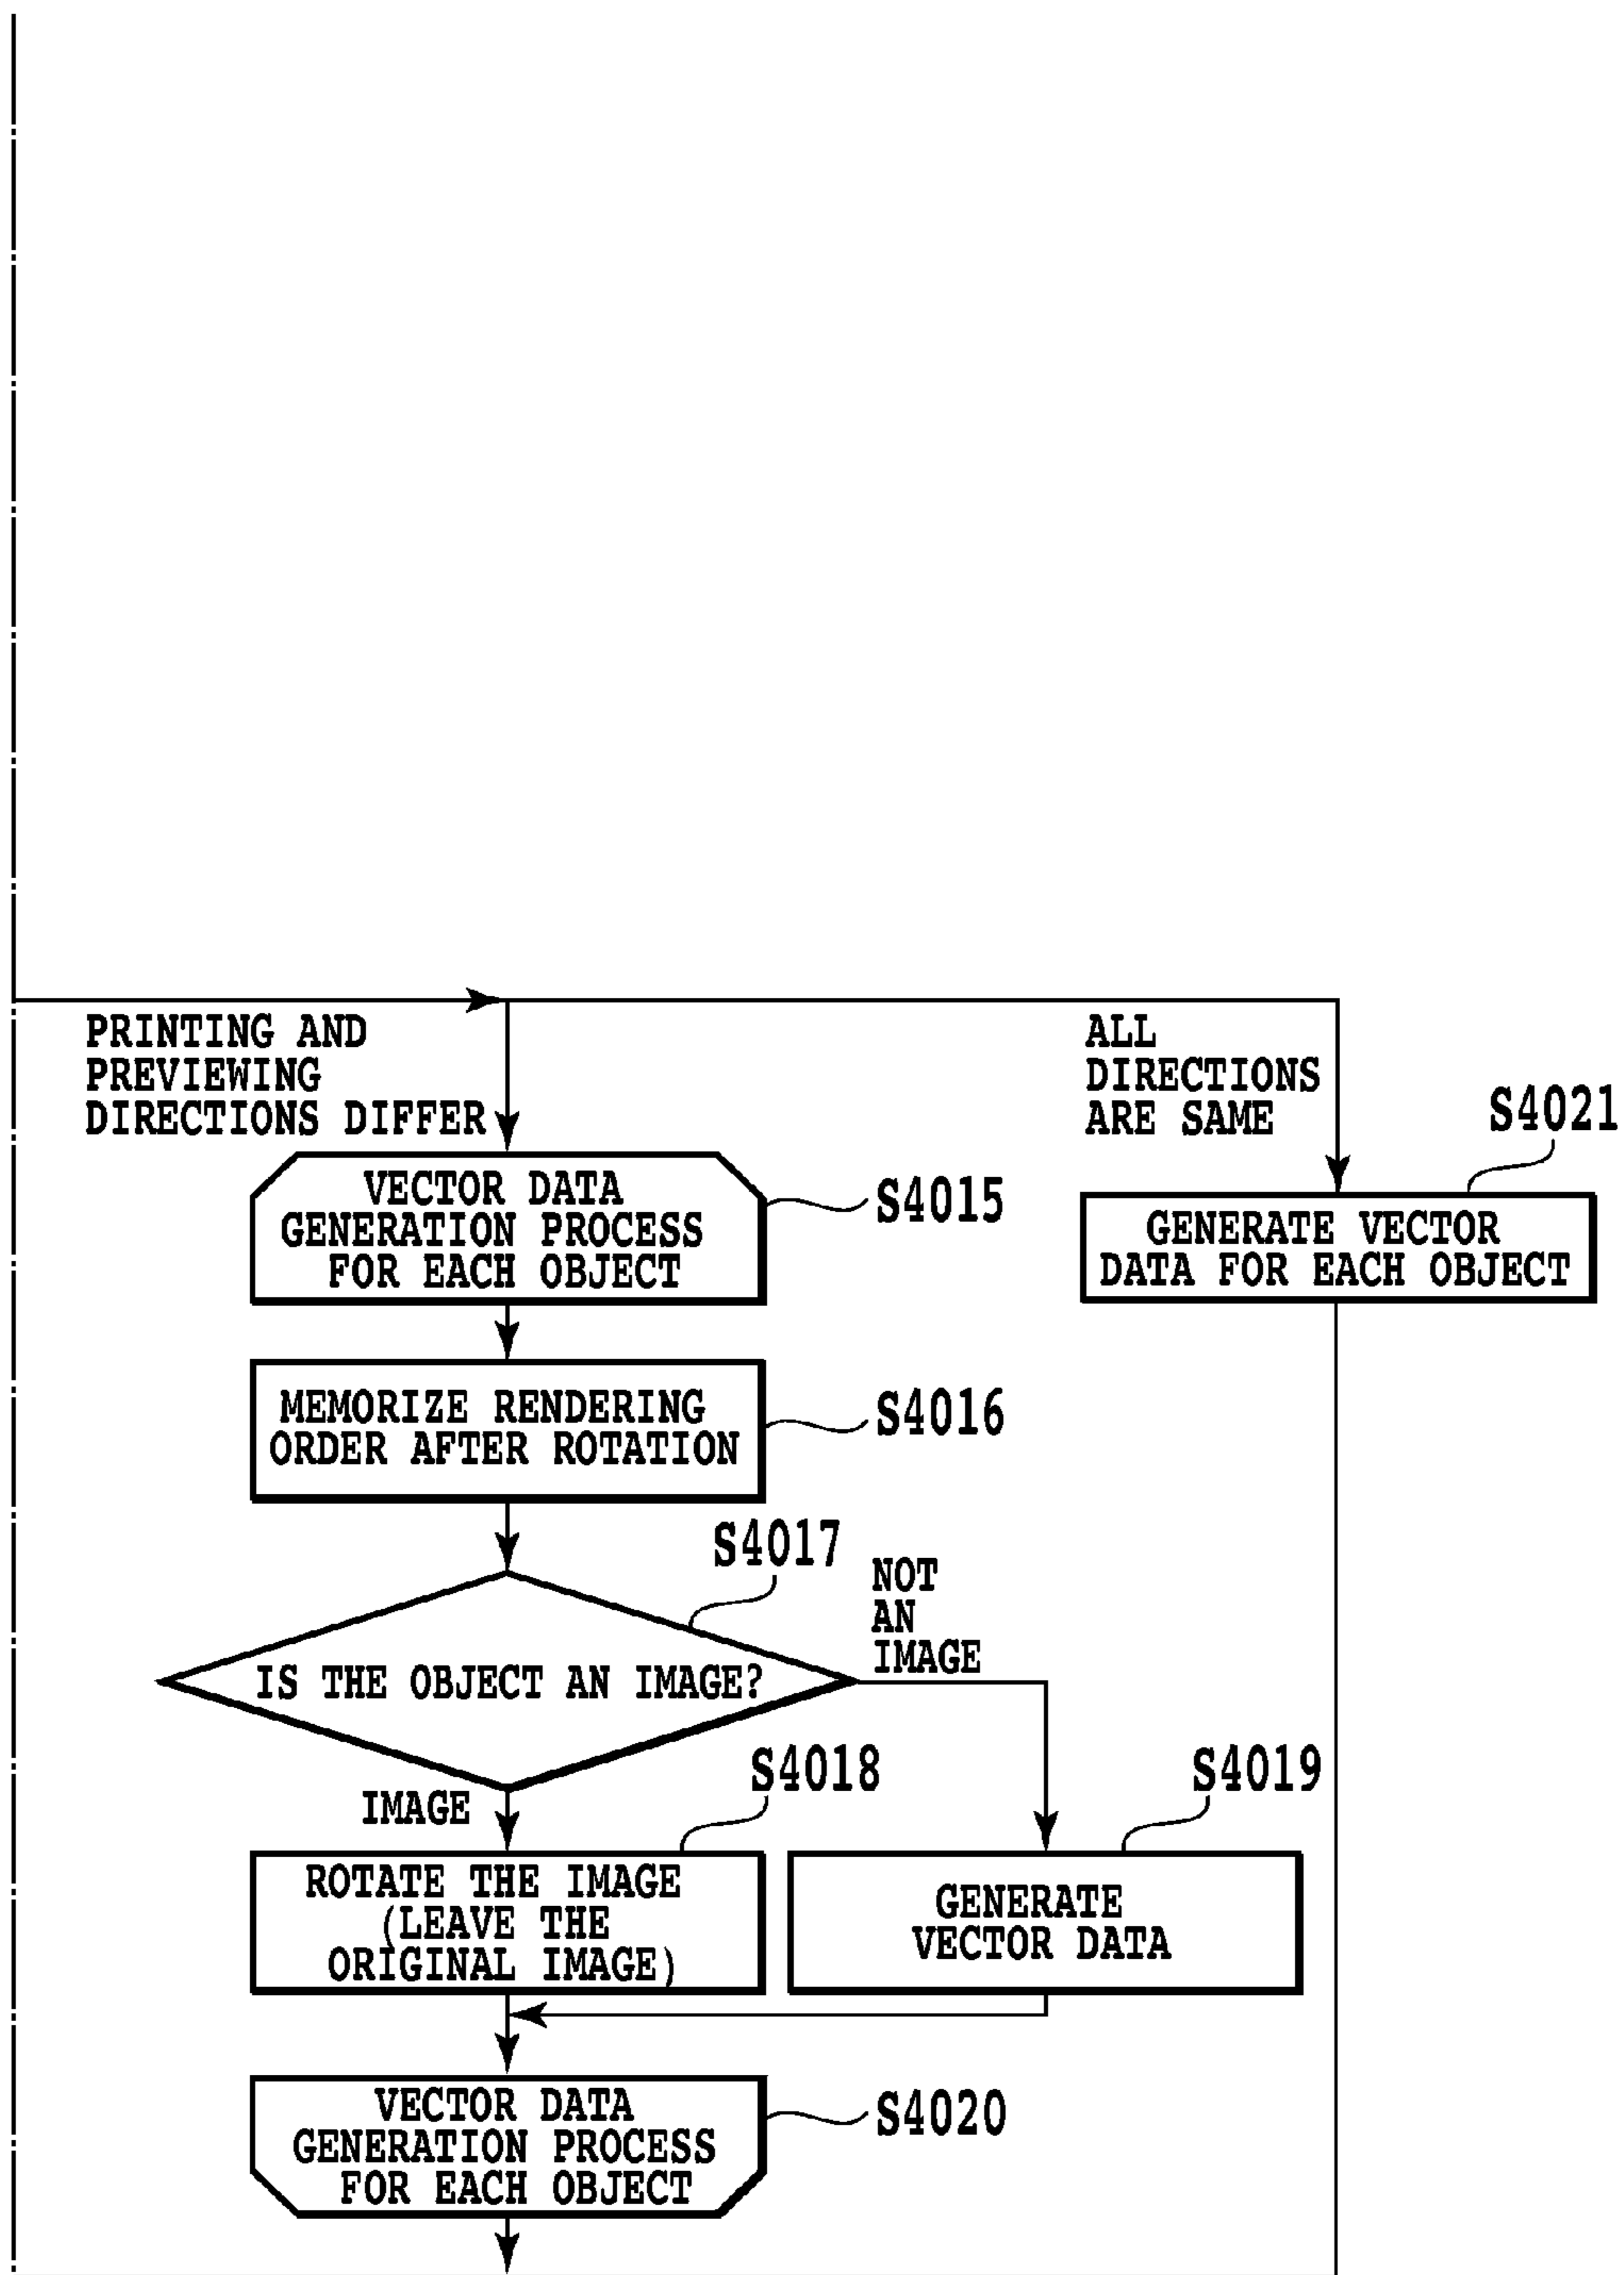 PRINTING AND
PREVIEWING
DIRECTIONS DIFFER
ALL
DIRECTIONS
ARE SAME
S4021
VECTOR DATA
GENERATION PROCESS
FOR EACH OBJECT
S4015
GENERATE VECTOR
DATA FOR EACH OBJECT
MEMORIZE RENDERING
ORDER AFTER ROTATION
S4016
S4017
NOT
AN
IMAGE
IS THE OBJECT AN IMAGE?
IMAGE
S4018
S4019
ROTATE THE IMAGE
(LEAVE THE
ORIGINAL IMAGE)
GENERATE
VECTOR DATA
VECTOR DATA
GENERATION PROCESS
FOR EACH OBJECT
S4020